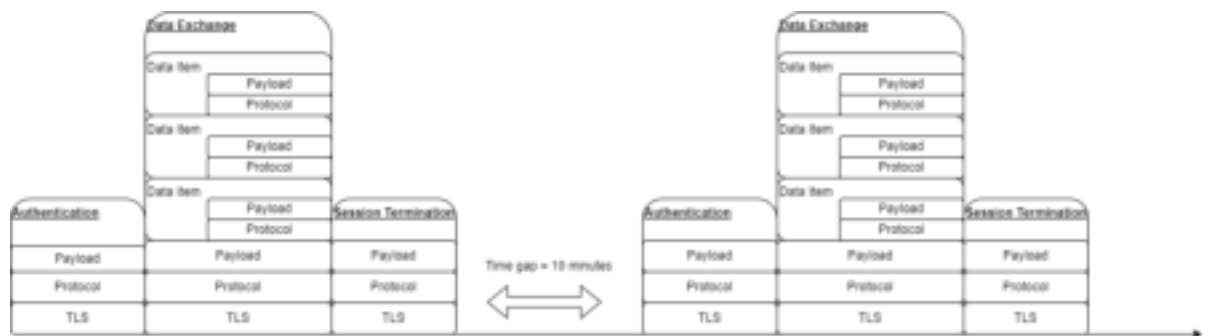 Data Exchange
Data Item
Payload
Protocol
Data Item
Payload
Protocol
Data Item
Payload
Protocol
Authentication
Session Termination
Payload
Payload
Payload
Protocol
Protocol
Protocol
TLS
TLS
TLS
Time gap = 10 minutes
Data Exchange
Data Item
Payload
Protocol
Data Item
Payload
Protocol
Data Item
Payload
Protocol
Authentication
Session Termination
Payload
Payload
Payload
Protocol
Protocol
Protocol
TLS
TLS
TLS